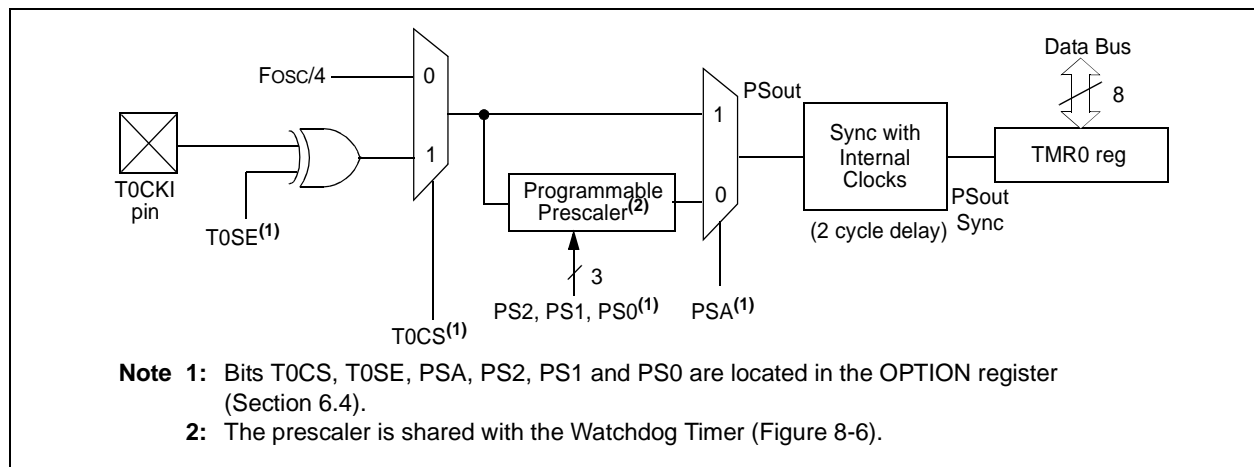 Data Bus
8
FOSC/4
0
1
T0CKI
pin
T0SE(1)
T0CS(1)
Programmable
Prescaler(2)
3
PS2, PS1, PS0(1)
1
0
PSA(1)
PSout
Sync with
Internal
Clocks
(2 cycle delay)
PSout
Sync
TMR0 reg
Note 1: Bits T0CS, T0SE, PSA, PS2, PS1 and PS0 are located in the OPTION register
(Section 6.4).
2: The prescaler is shared with the Watchdog Timer (Figure 8-6).